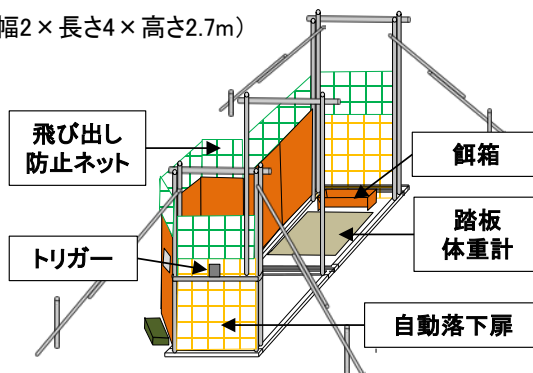 幅2×長さ4×高さ2.7m)
飛び出し
防止ネット
餌箱
踏板
体重計
トリガー
自動落下扉